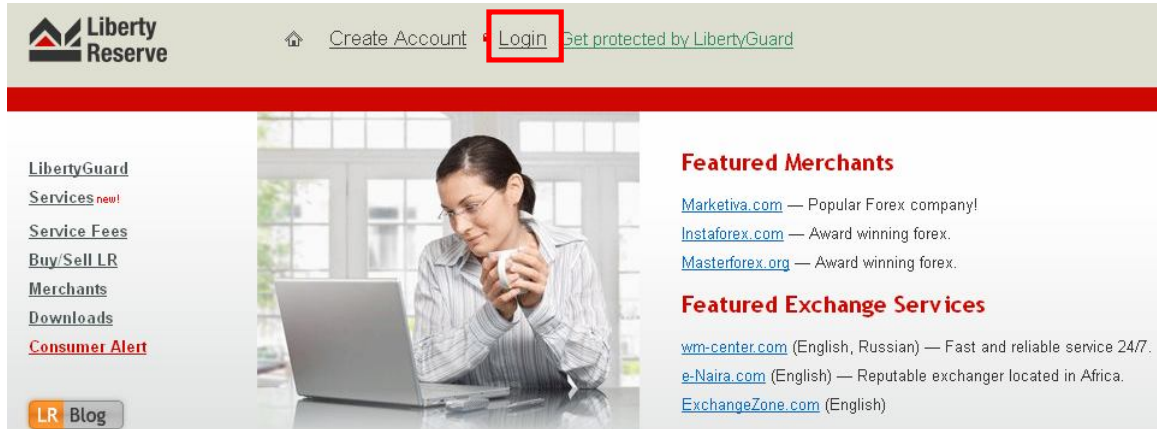 Liberty
Reserve
Create Account
Login
Get protected by LibertyGuard
LibertyGuard
Services new!
Service Fees
Buy/Sell LR
Merchants
Downloads
Consumer Alert
LR Blog
Featured Merchants
Marketiva.com — Popular Forex company!
Instaforex.com — Award winning forex.
Masterforex.org — Award winning forex.
Featured Exchange Services
wm-center.com (English, Russian) — Fast and reliable service 24/7.
e-Naira.com (English) — Reputable exchanger located in Africa.
ExchangeZone.com (English)